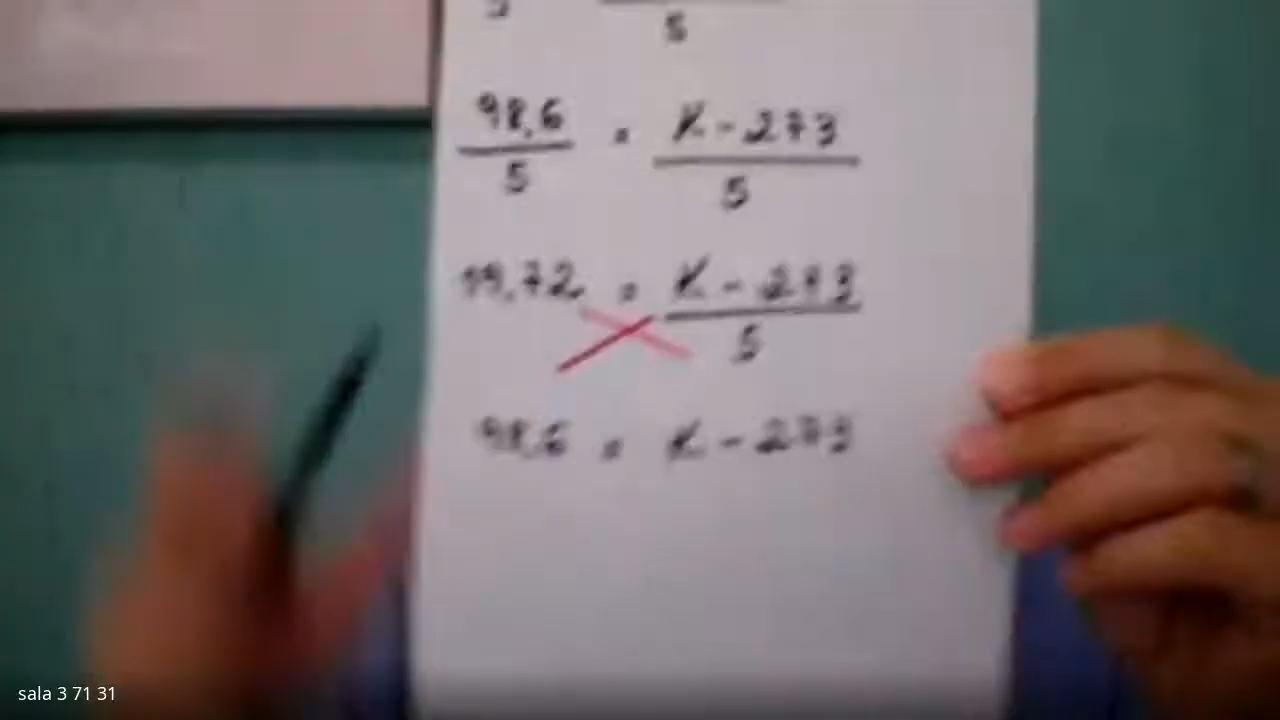 5
98,6 = K - 273
5 5
19,72 = K - 273
5
98,6 = K - 273
sala 3 71 31